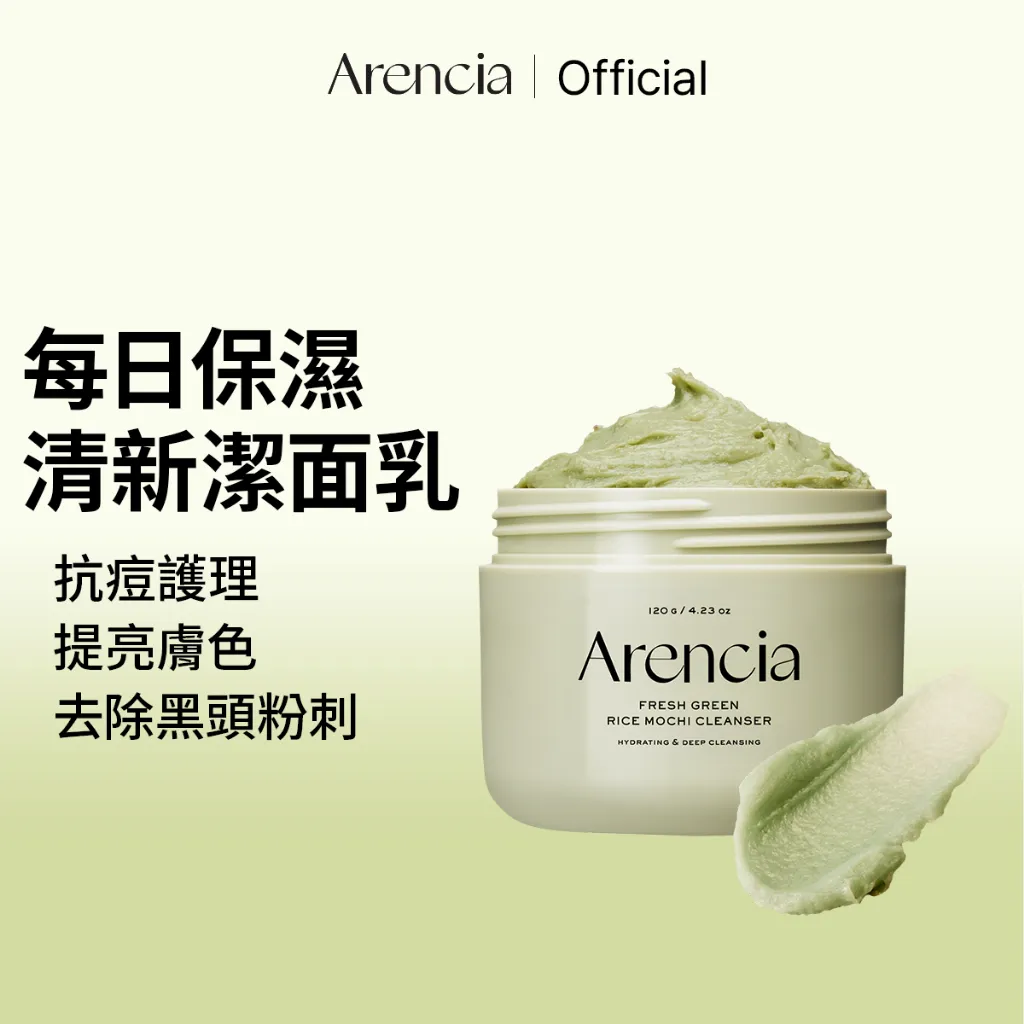 Arencia | Official
每日保濕
清新潔面乳
抗痘護理
提亮膚色
去除黑頭粉刺
120 G / 4.23 OZ
Arencia
FRESH GREEN
RICE MOCHI CLEANSER
HYDRATING & DEEP CLEANSING